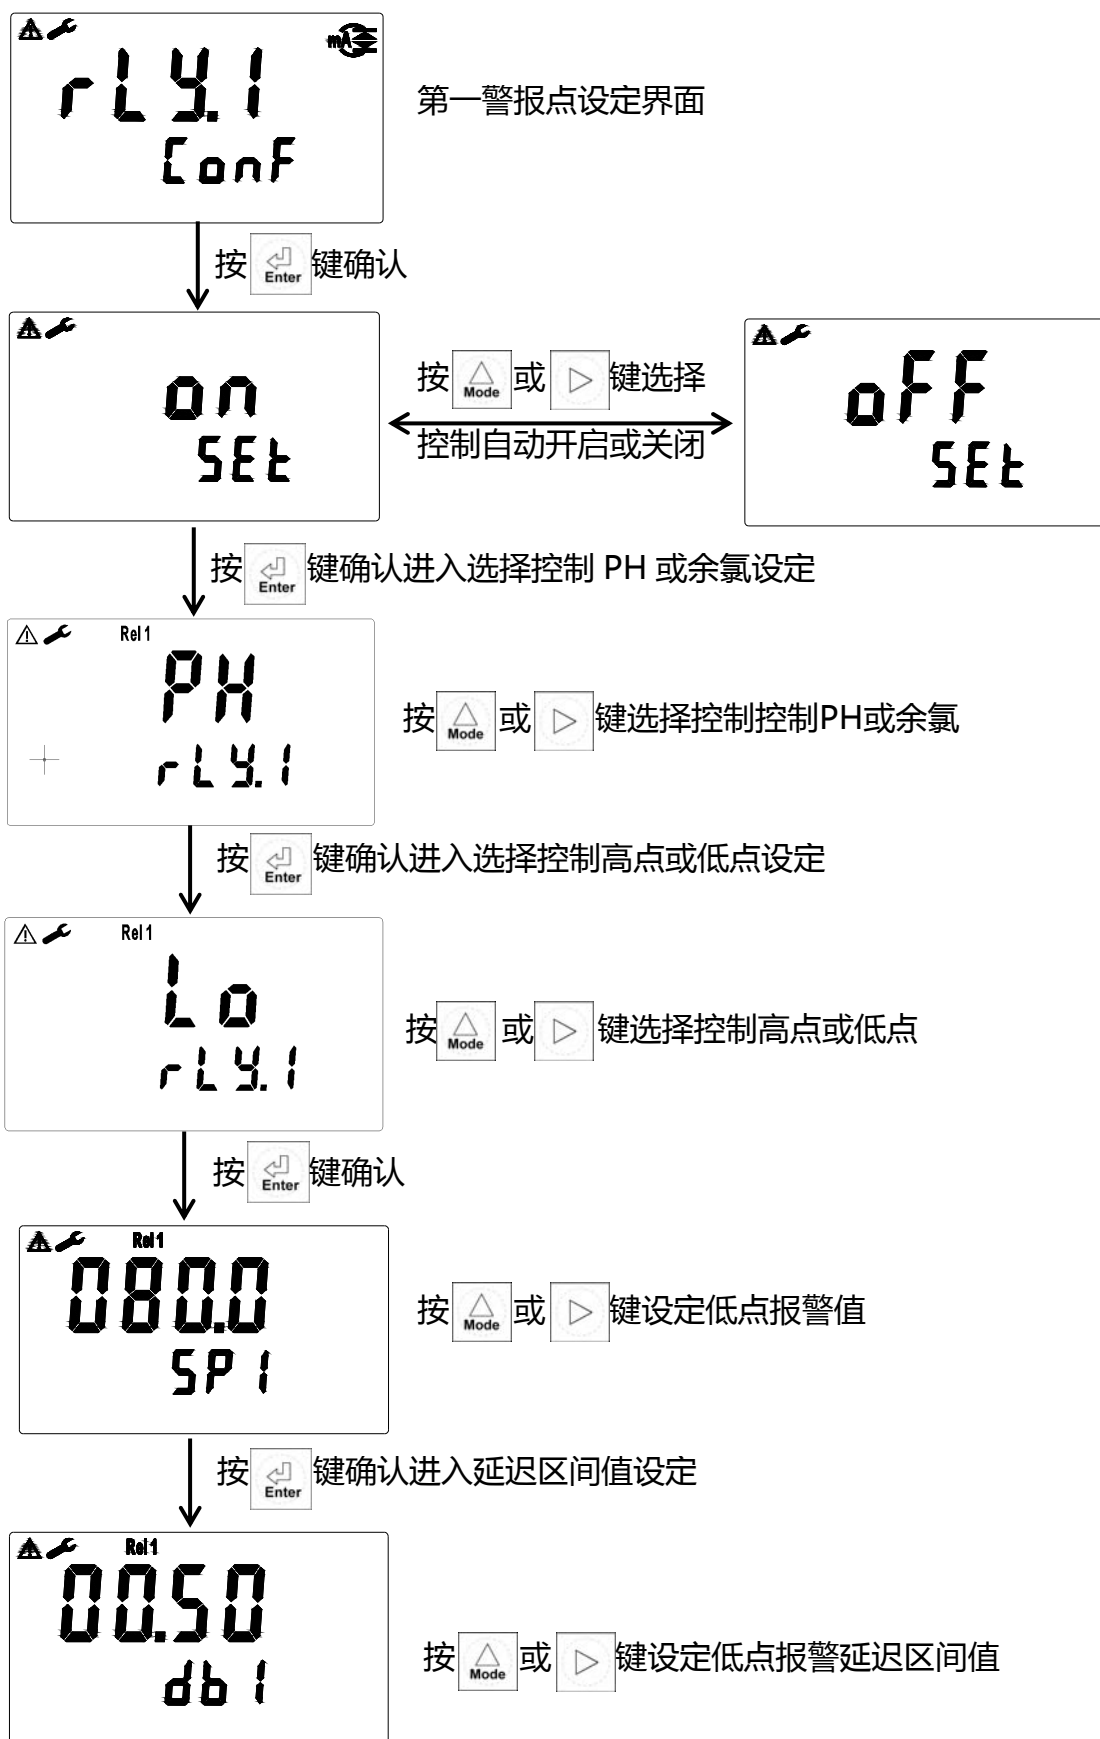 mA
rLY.1
ConF
第一警报点设定界面
按 Enter 键确认
on
SEt
按 Mode 或 键选择
控制自动开启或关闭
oFF
SEt
按 Enter 键确认进入选择控制 PH 或余氯设定
Rel 1
PH
rLY.1
按 Mode 或 键选择控制控制PH或余氯
按 Enter 键确认进入选择控制高点或低点设定
Rel 1
Lo
rLY.1
按 Mode 或 键选择控制高点或低点
按 Enter 键确认
Rel 1
080.0
SP1
按 Mode 或 键设定低点报警值
按 Enter 键确认进入延迟区间值设定
Rel 1
00.50
db1
按 Mode 或 键设定低点报警延迟区间值